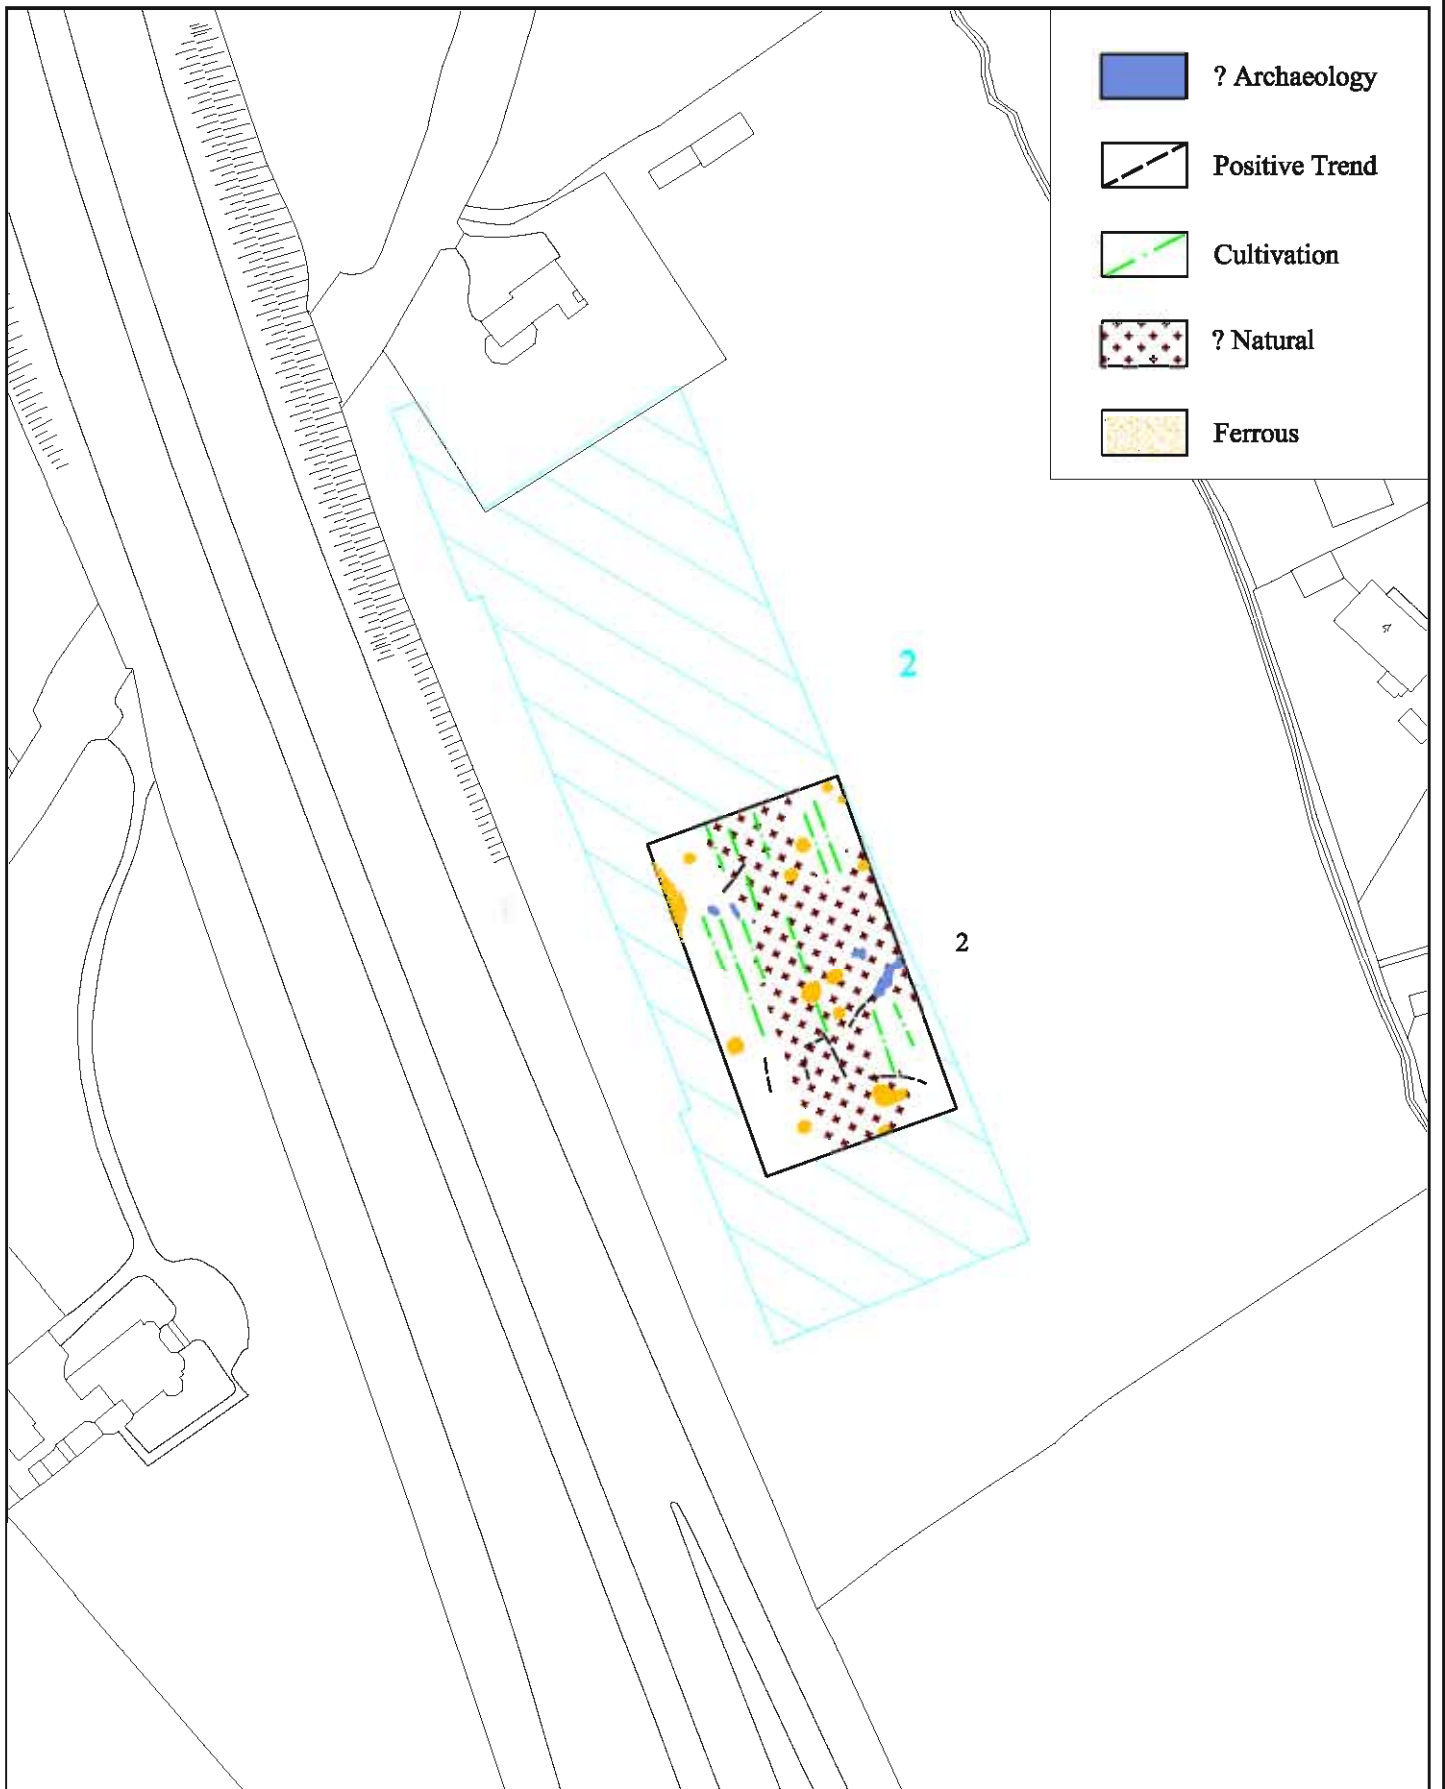 ? Archaeology
Positive Trend
Cultivation
? Natural
Ferrous
2
2